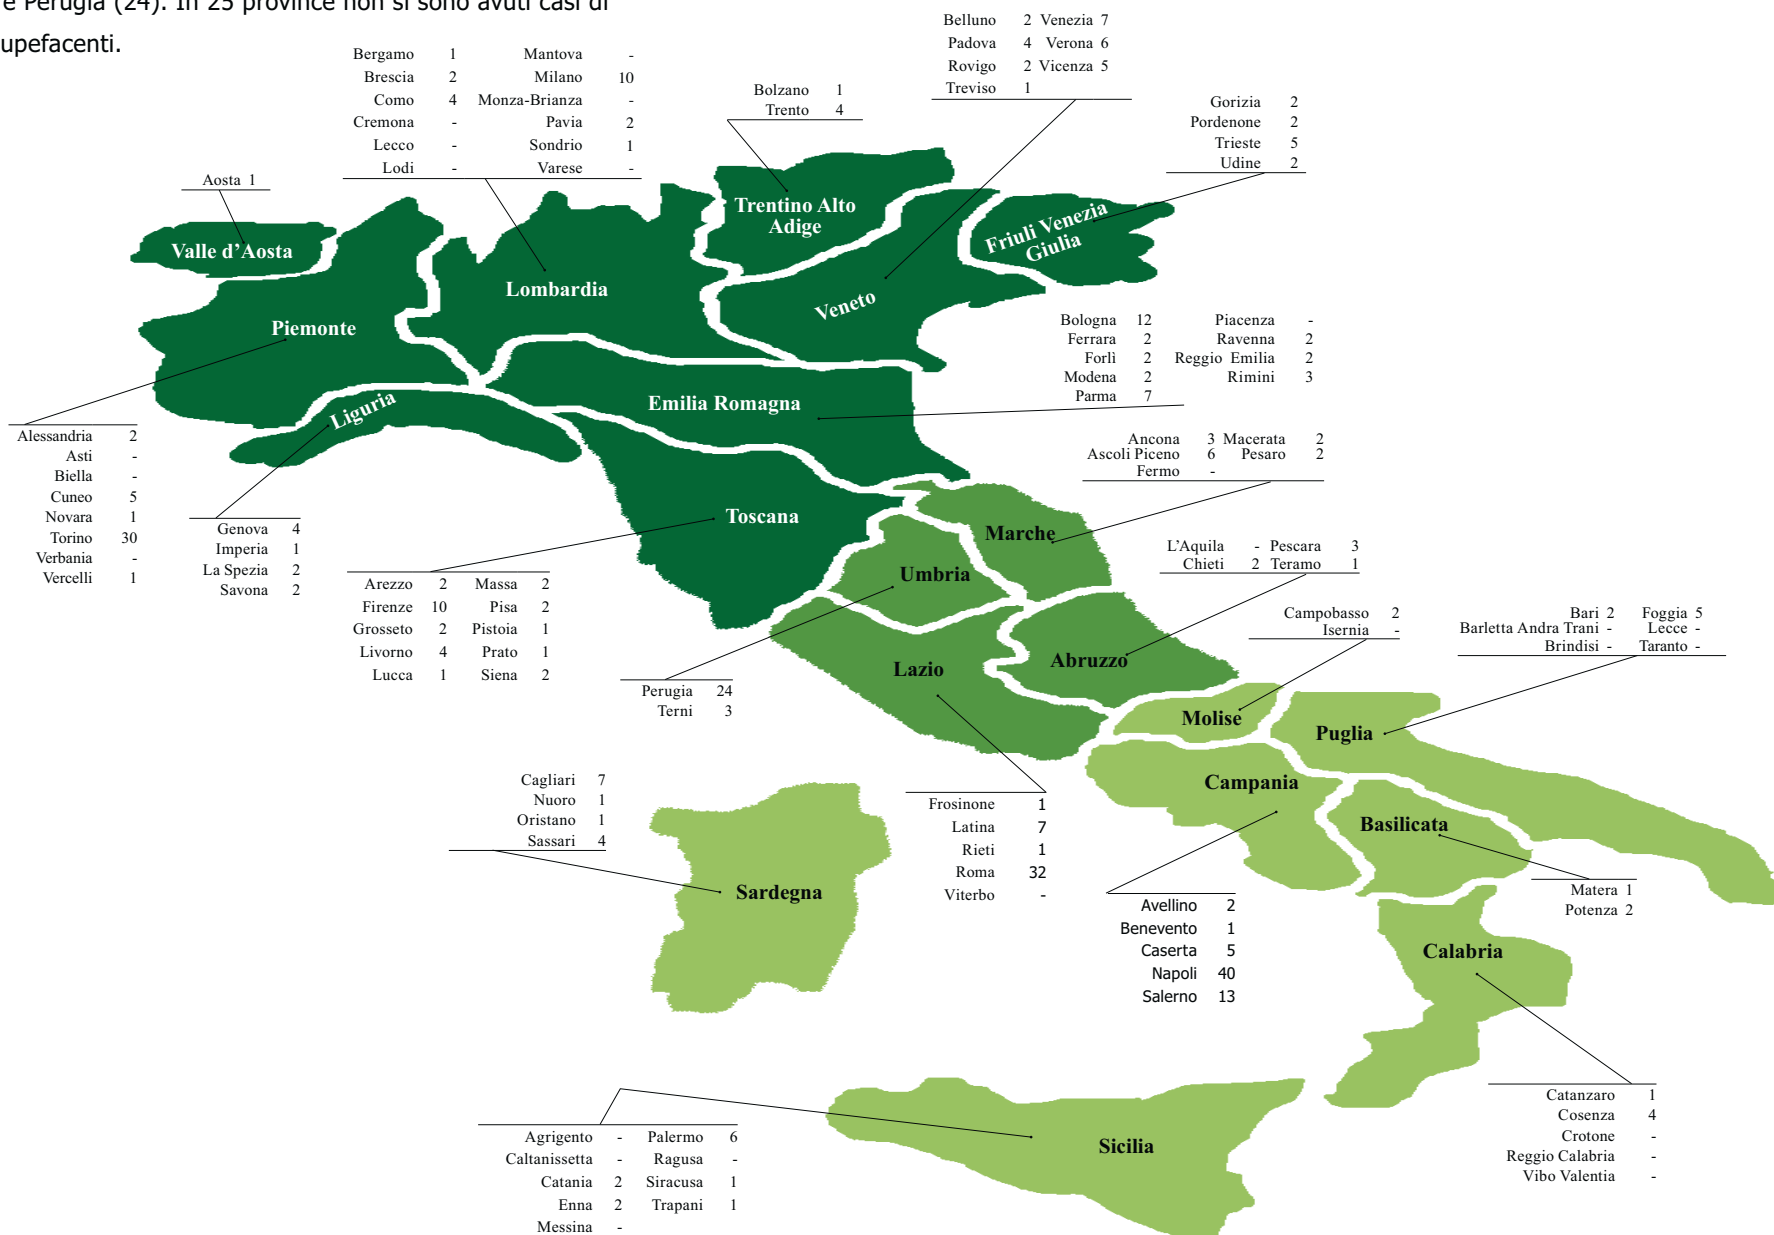 e Perugia (24). In 25 province non si sono avuti casi di
upefacenti.
Belluno 2 Venezia 7
Padova 4 Verona 6
Rovigo 2 Vicenza 5
Treviso 1
Bergamo 1 Mantova -
Brescia 2 Milano 10
Como 4 Monza-Brianza -
Cremona - Pavia 2
Lecco - Sondrio 1
Lodi - Varese -
Bolzano 1
Trento 4
Gorizia 2
Pordenone 2
Trieste 5
Udine 2
Aosta 1
Valle d'Aosta
Trentino Alto
Adige
Friuli Venezia
Giulia
Lombardia
Veneto
Piemonte
Liguria
Emilia Romagna
Bologna 12 Piacenza -
Ferrara 2 Ravenna 2
Forlì 2 Reggio Emilia 2
Modena 2 Rimini 3
Parma 7
Alessandria 2
Asti -
Biella -
Cuneo 5
Novara 1
Torino 30
Verbania -
Vercelli 1
Genova 4
Imperia 1
La Spezia 2
Savona 2
Ancona 3 Macerata 2
Ascoli Piceno 6 Pesaro 2
Fermo -
Toscana
Marche
Umbria
Arezzo 2 Massa 2
Firenze 10 Pisa 2
Grosseto 2 Pistoia 1
Livorno 4 Prato 1
Lucca 1 Siena 2
L'Aquila - Pescara 3
Chieti 2 Teramo 1
Campobasso 2
Isernia -
Bari 2 Foggia 5
Barletta Andra Trani - Lecce -
Brindisi - Taranto -
Lazio
Abruzzo
Perugia 24
Terni 3
Molise
Puglia
Campania
Basilicata
Cagliari 7
Nuoro 1
Oristano 1
Sassari 4
Sardegna
Frosinone 1
Latina 7
Rieti 1
Roma 32
Viterbo -
Avellino 2
Benevento 1
Caserta 5
Napoli 40
Salerno 13
Matera 1
Potenza 2
Calabria
Catanzaro 1
Cosenza 4
Crotone -
Reggio Calabria -
Vibo Valentia -
Sicilia
Agrigento - Palermo 6
Caltanissetta - Ragusa -
Catania 2 Siracusa 1
Enna 2 Trapani 1
Messina -